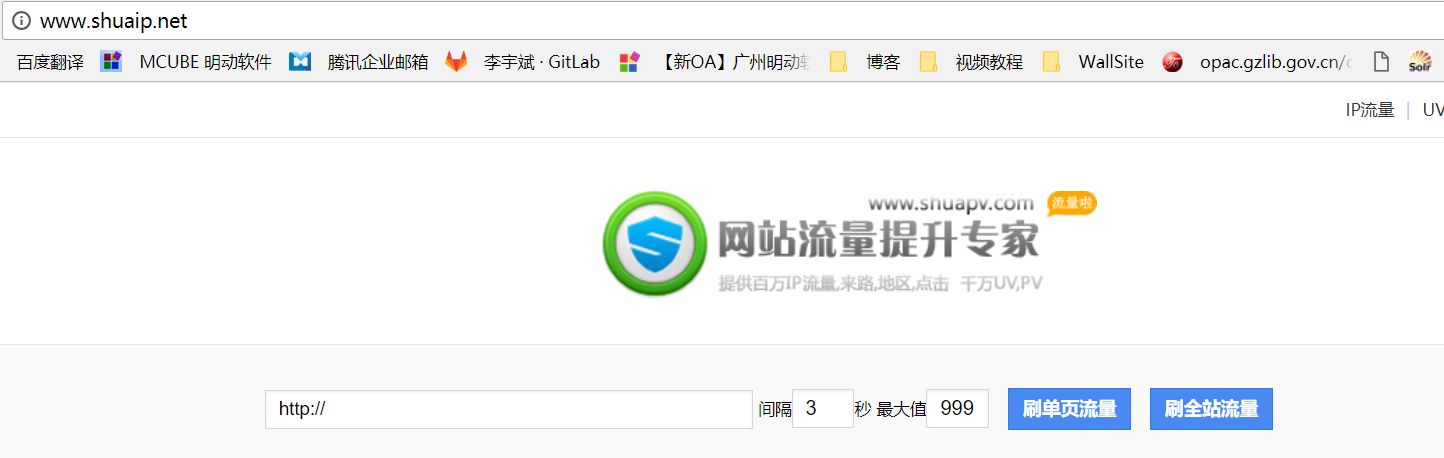 www.shuaip.net
百度翻译 MCUBE 明动软件 腾讯企业邮箱 李宇斌 · GitLab 【新OA】广州明动软 博客 视频教程 WallSite opac.gzlib.gov.cn/ Solr
IP流量 | UV
www.shuapv.com 流量啦
网站流量提升专家
提供百万IP流量,来路,地区,点击 千万UV,PV
http:// 间隔 3 秒 最大值 999 刷单页流量 刷全站流量